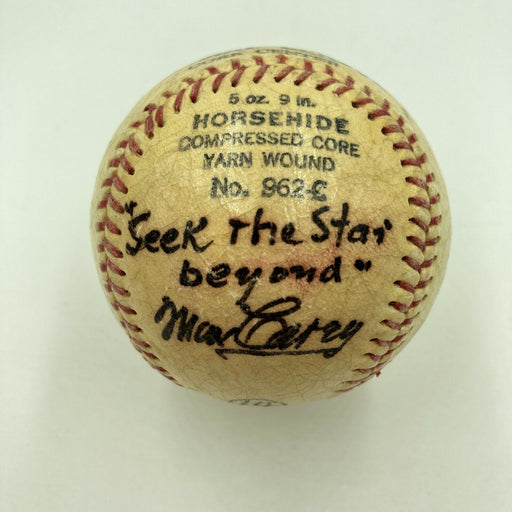 5 oz. 9 in.
HORSEHIDE
COMPRESSED CORE
YARN WOUND
No. 962-C
"Seek the Star
beyond"
Max Carey